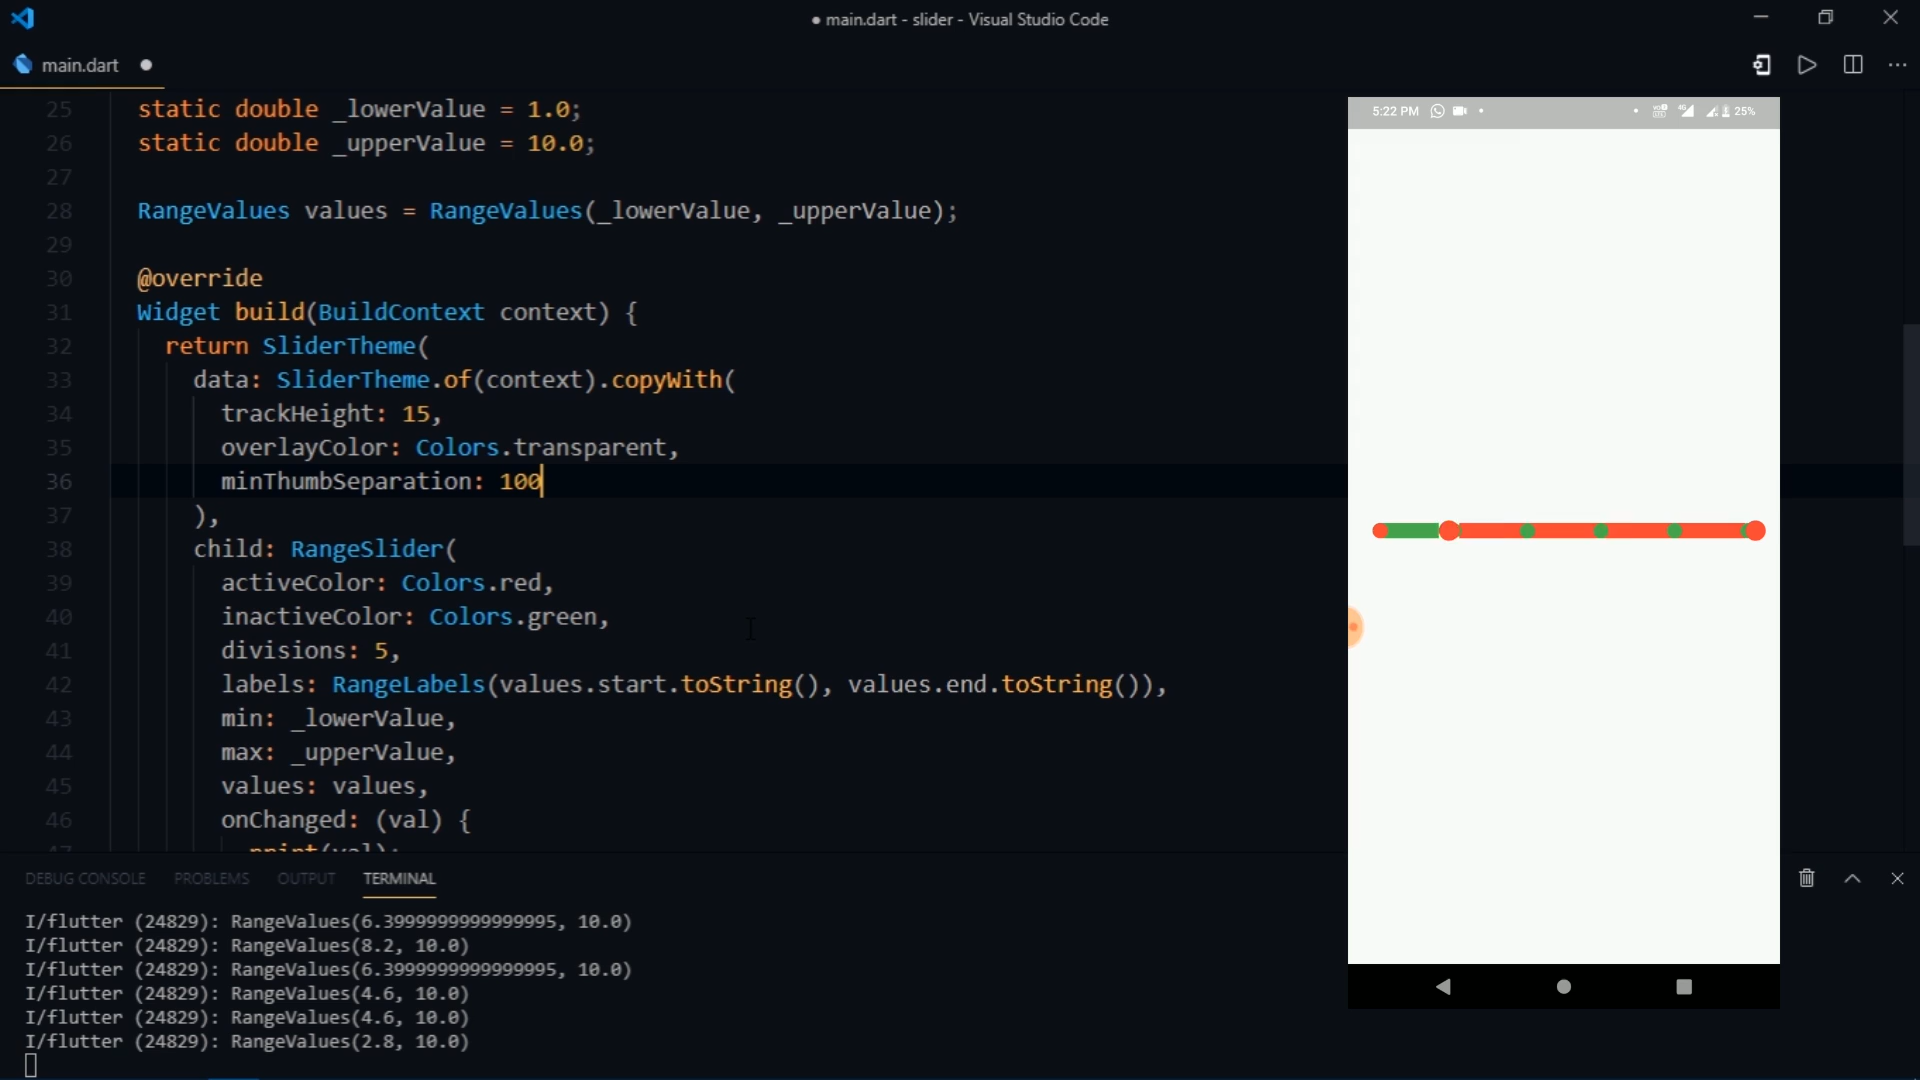 ● main.dart - slider - Visual Studio Code
main.dart ●
25 static double _lowerValue = 1.0;
26 static double _upperValue = 10.0;
27
28 RangeValues values = RangeValues(_lowerValue, _upperValue);
29
30 @override
31 Widget build(BuildContext context) {
32 return SliderTheme(
33 data: SliderTheme.of(context).copyWith(
34 trackHeight: 15,
35 overlayColor: Colors.transparent,
36 minThumbSeparation: 100
37 ),
38 child: RangeSlider(
39 activeColor: Colors.red,
40 inactiveColor: Colors.green,
41 divisions: 5,
42 labels: RangeLabels(values.start.toString(), values.end.toString()),
43 min: _lowerValue,
44 max: _upperValue,
45 values: values,
46 onChanged: (val) {
47 print(val);
5:22 PM
4G
25%
DEBUG CONSOLE PROBLEMS OUTPUT TERMINAL
I/flutter (24829): RangeValues(6.3999999999999995, 10.0)
I/flutter (24829): RangeValues(8.2, 10.0)
I/flutter (24829): RangeValues(6.3999999999999995, 10.0)
I/flutter (24829): RangeValues(4.6, 10.0)
I/flutter (24829): RangeValues(4.6, 10.0)
I/flutter (24829): RangeValues(2.8, 10.0)